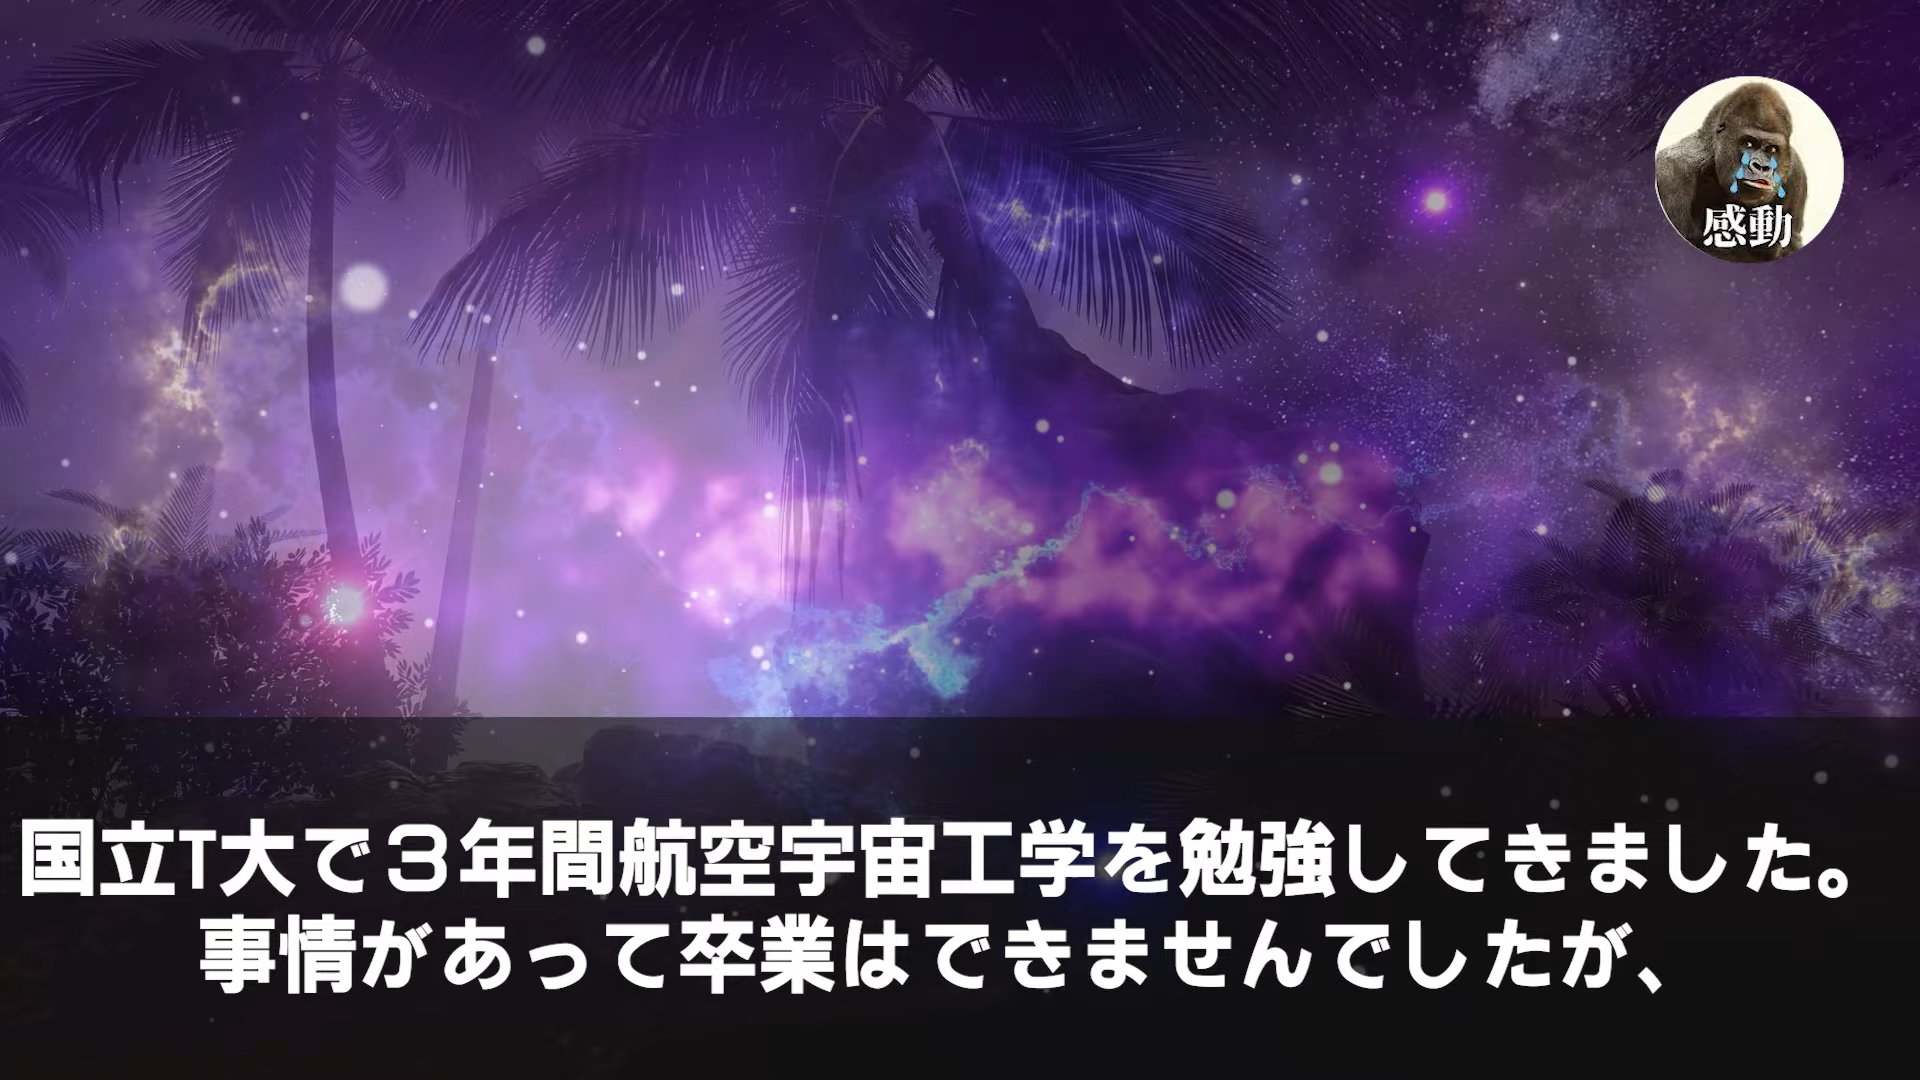 感動
国立T大で３年間航空宇宙工学を勉強してきました。
事情があって卒業はできませんでしたが、